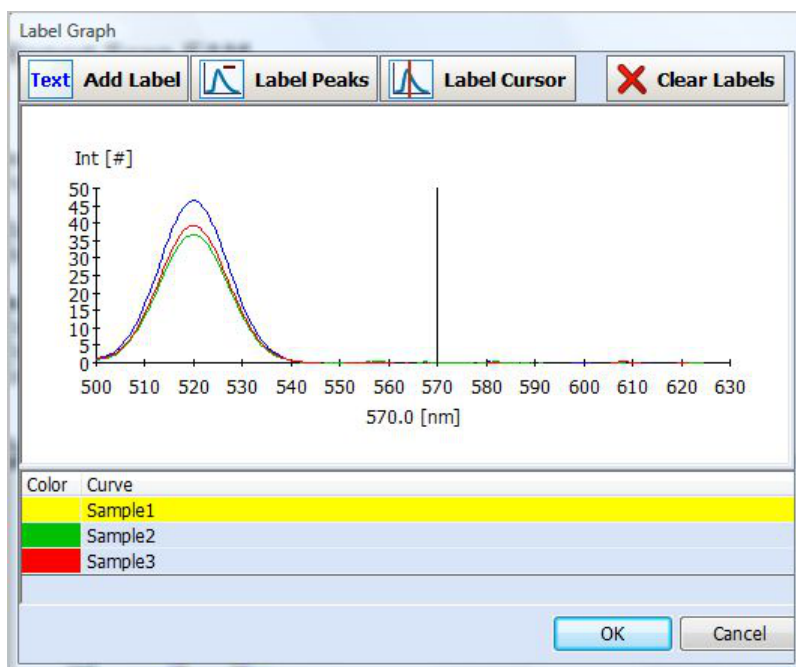 Label Graph
Text Add Label Label Peaks Label Cursor Clear Labels
Int [#]
50
45
40
35
30
25
20
15
10
5
0
500 510 520 530 540 550 560 570 580 590 600 610 620 630
570.0 [nm]
Color Curve
Sample1
Sample2
Sample3
OK Cancel